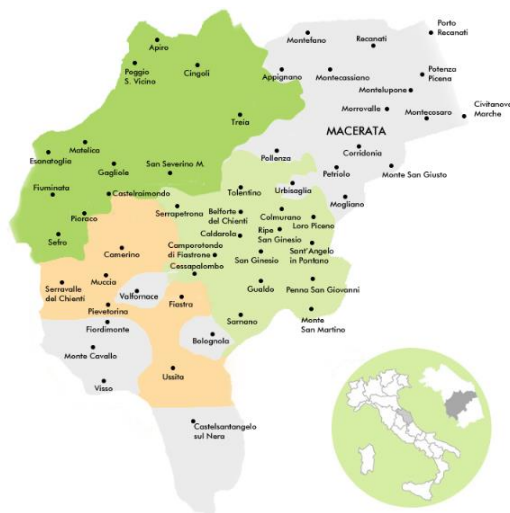 Porto
Recanati
Montefano
Recanati
Apiro
Poggio
S. Vicino
Cingoli
Appignano
Montecassiano
Potenza
Picena
Montelupone
Civitanova
Marche
Treia
Morrovalle
Montecosaro
MACERATA
Matelica
Esanatoglia
Gagliole
San Severino M.
Pollenza
Corridonia
Petriolo
Monte San Giusto
Urbisaglia
Mogliano
Fiuminata
Castelraimondo
Tolentino
Pioraco
Serrapetrona
Belforte
del Chienti
Colmurano
Loro Piceno
Sefro
Caldarola
Ripe
San Ginesio
Camerino
Camporotondo
di Fiastrone
Sant'Angelo
in Pontano
San Ginesio
Cessapalombo
Serravalle
del Chienti
Muccia
Valfornace
Fiastra
Gualdo
Penna San Giovanni
Pievetorina
Fiordimonte
Sarnano
Monte
San Martino
Bolognola
Monte Cavallo
Ussita
Visso
Castelsantangelo
sul Nera